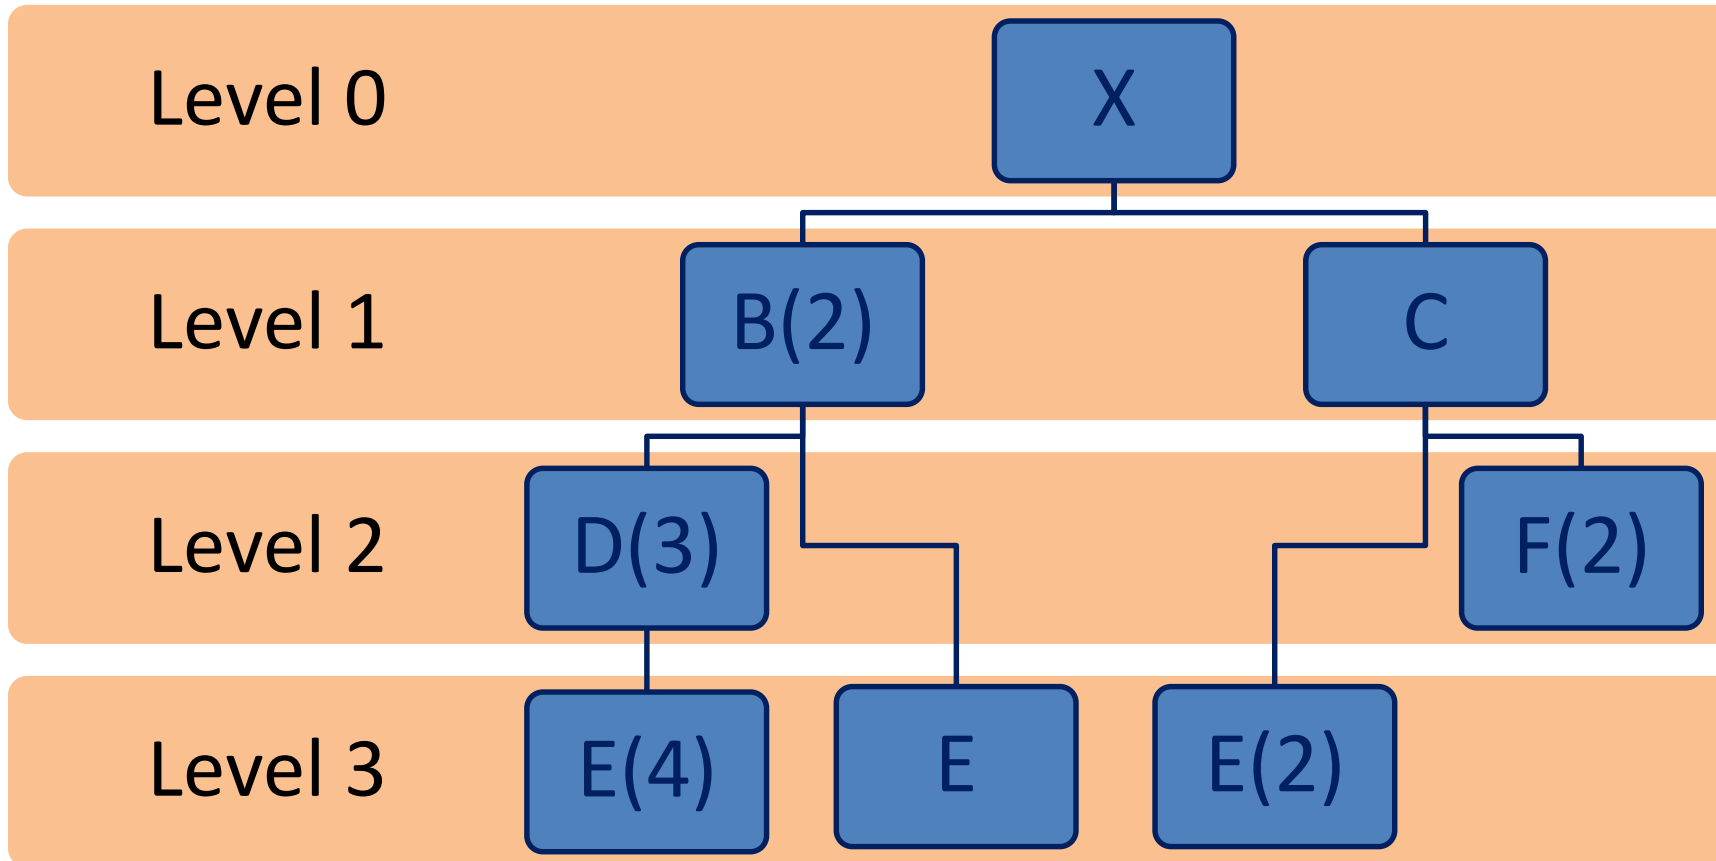 Level 0
X
Level 1
B(2)
C
Level 2
D(3)
F(2)
Level 3
E(4)
E
E(2)